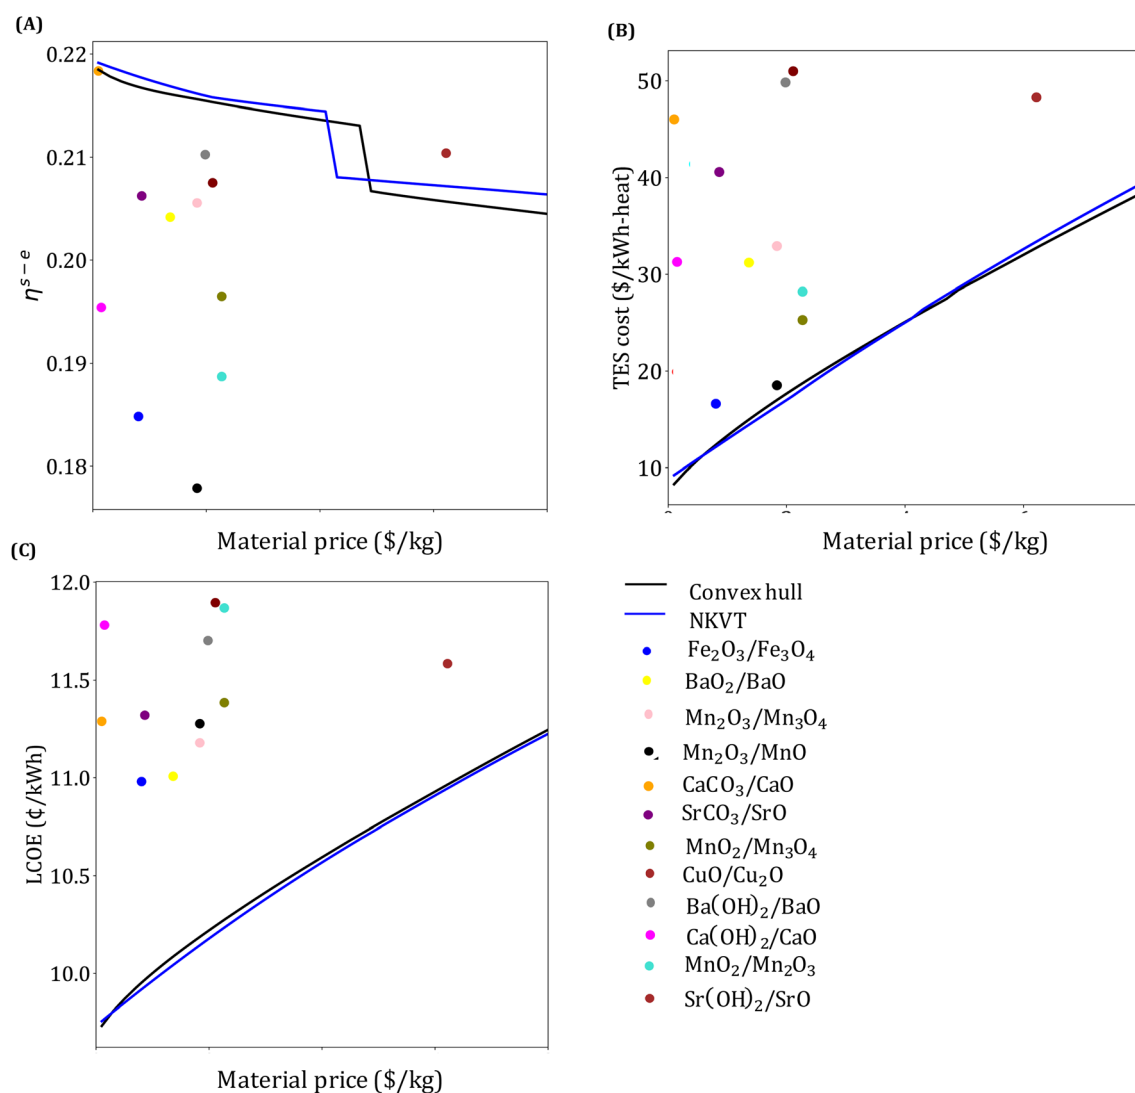 (A)
0.22
0.21
0.20
0.19
0.18
η^{s−e}
Material price ($/kg)
(B)
50
40
30
20
10
TES cost ($/kWh-heat)
Material price ($/kg)
(C)
12.0
11.5
11.0
10.5
10.0
LCOE (¢/kWh)
Material price ($/kg)
Convex hull
NKVT
Fe₂O₃/Fe₃O₄
BaO₂/BaO
Mn₂O₃/Mn₃O₄
Mn₂O₃/MnO
CaCO₃/CaO
SrCO₃/SrO
MnO₂/Mn₃O₄
CuO/Cu₂O
Ba(OH)₂/BaO
Ca(OH)₂/CaO
MnO₂/Mn₂O₃
Sr(OH)₂/SrO